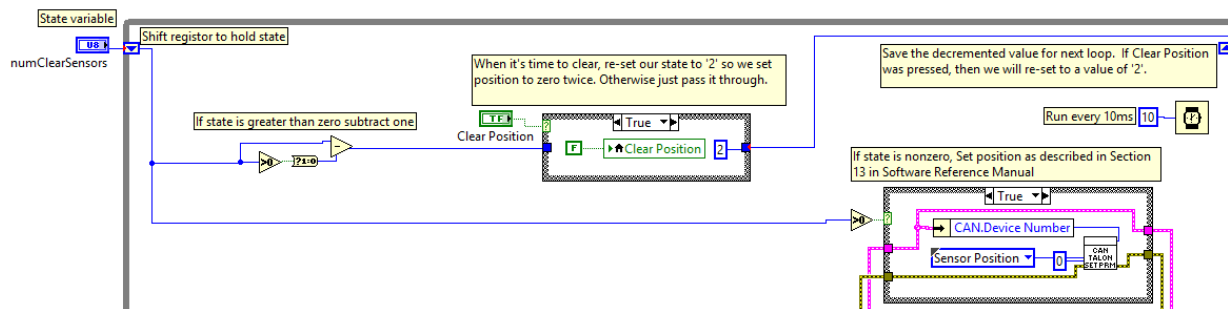 State variable
U8
numClearSensors
Shift registor to hold state
If state is greater than zero subtract one
>0
?1:0
-
When it's time to clear, re-set our state to '2' so we set
position to zero twice. Otherwise just pass it through.
TF
Clear Position
?
True
F
Clear Position
2
Save the decremented value for next loop. If Clear Position
was pressed, then we will re-set to a value of '2'.
Run every 10ms
10
If state is nonzero, Set position as described in Section
13 in Software Reference Manual
>0
?
True
CAN.Device Number
Sensor Position
0
CAN
TALON
SETPRM